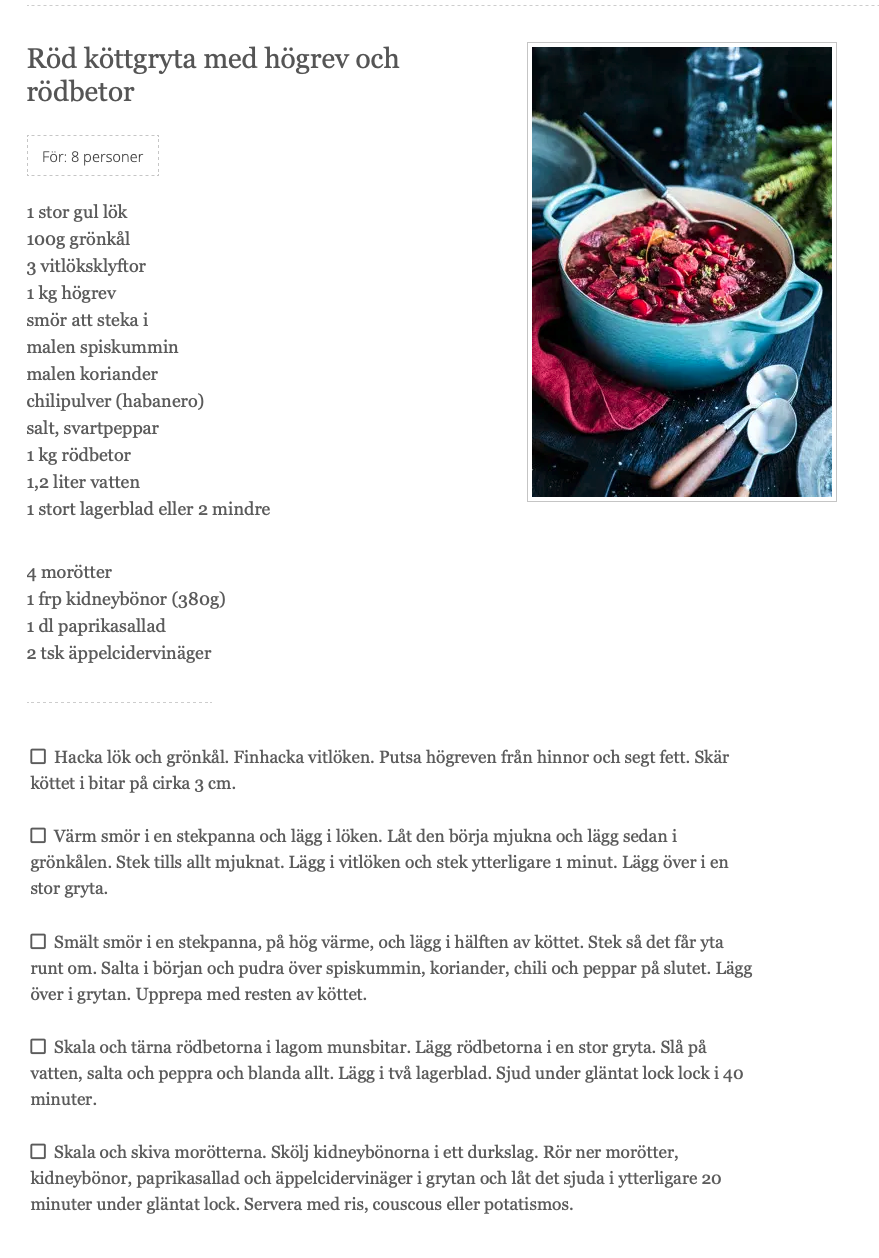 Röd köttgryta med högrev och
rödbetor
För: 8 personer
1 stor gul lök
100g grönkål
3 vitlöksklyftor
1 kg högrev
smör att steka i
malen spiskummin
malen koriander
chilipulver (habanero)
salt, svartpeppar
1 kg rödbetor
1,2 liter vatten
1 stort lagerblad eller 2 mindre
4 morötter
1 frp kidneybönor (380g)
1 dl paprikasallad
2 tsk äppelcidervinäger
Hacka lök och grönkål. Finhacka vitlöken. Putsa högreven från hinnor och segt fett. Skär
köttet i bitar på cirka 3 cm.
Värm smör i en stekpanna och lägg i löken. Låt den börja mjukna och lägg sedan i
grönkålen. Stek tills allt mjuknat. Lägg i vitlöken och stek ytterligare 1 minut. Lägg över i en
stor gryta.
Smält smör i en stekpanna, på hög värme, och lägg i hälften av köttet. Stek så det får yta
runt om. Salta i början och pudra över spiskummin, koriander, chili och peppar på slutet. Lägg
över i grytan. Upprepa med resten av köttet.
Skala och tärna rödbetorna i lagom munsbitar. Lägg rödbetorna i en stor gryta. Slå på
vatten, salta och peppra och blanda allt. Lägg i två lagerblad. Sjud under gläntat lock lock i 40
minuter.
Skala och skiva morötterna. Skölj kidneybönorna i ett durkslag. Rör ner morötter,
kidneybönor, paprikasallad och äppelcidervinäger i grytan och låt det sjuda i ytterligare 20
minuter under gläntat lock. Servera med ris, couscous eller potatismos.